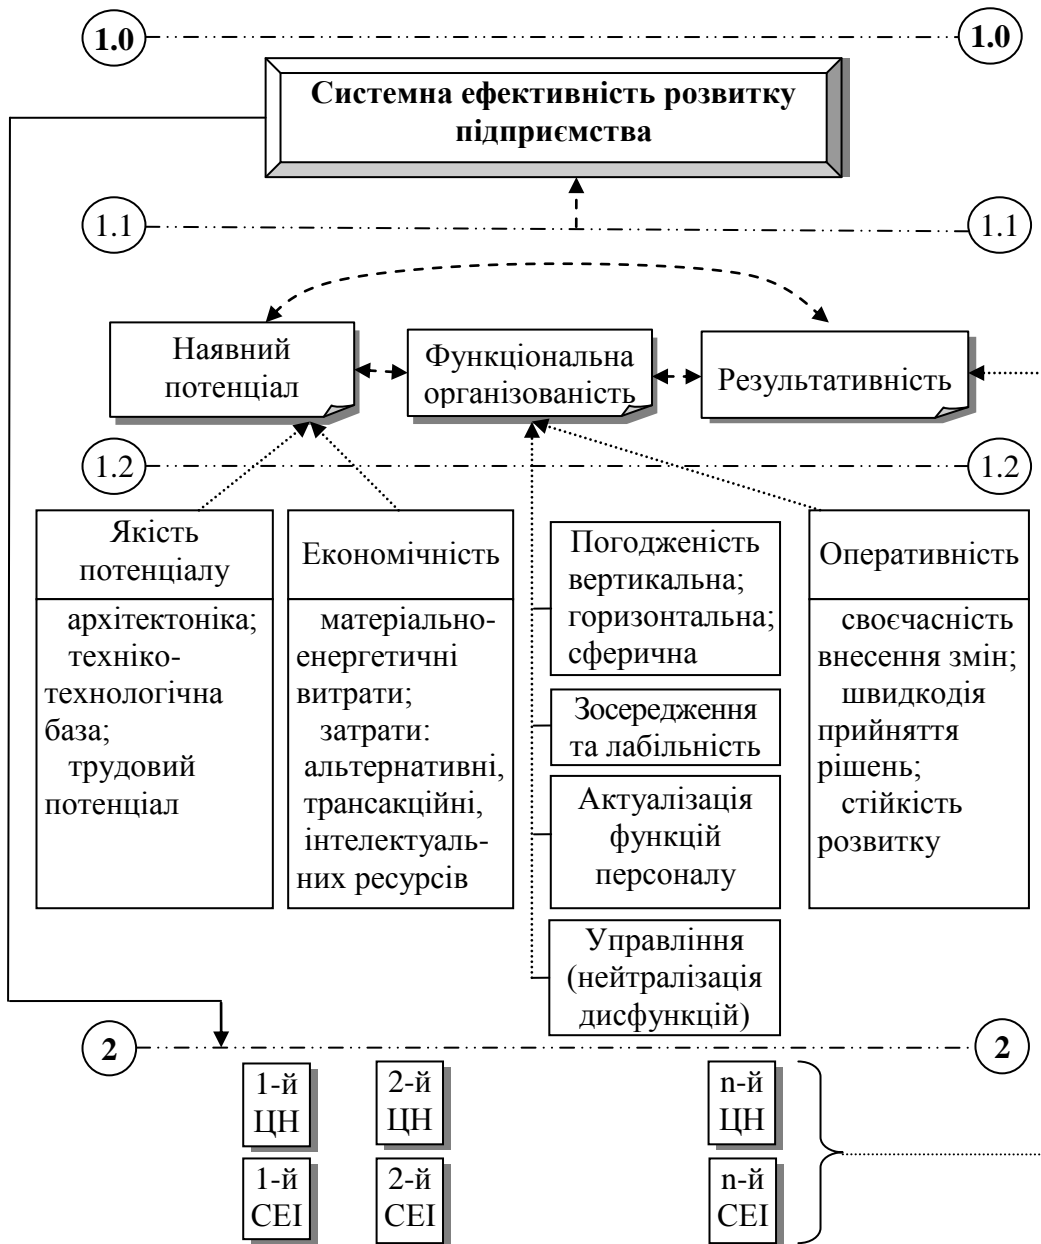 1.0
1.0
Системна ефективність розвитку
підприємства
1.1
1.1
Наявний
потенціал
Функціональна
організованість
Результативність
1.2
1.2
Якість
потенціалу
архітектоніка;
техніко-
технологічна
база;
трудовий
потенціал
Економічність
матеріально-
енергетичні
витрати;
затрати:
альтернативні,
трансакційні,
інтелектуаль-
них ресурсів
Погодженість
вертикальна;
горизонтальна;
сферична
Зосередження
та лабільність
Актуалізація
функцій
персоналу
Управління
(нейтралізація
дисфункцій)
Оперативність
своєчасність
внесення змін;
швидкодія
прийняття
рішень;
стійкість
розвитку
2
2
1-й
ЦН
2-й
ЦН
n-й
ЦН
1-й
СЕІ
2-й
СЕІ
n-й
СЕІ